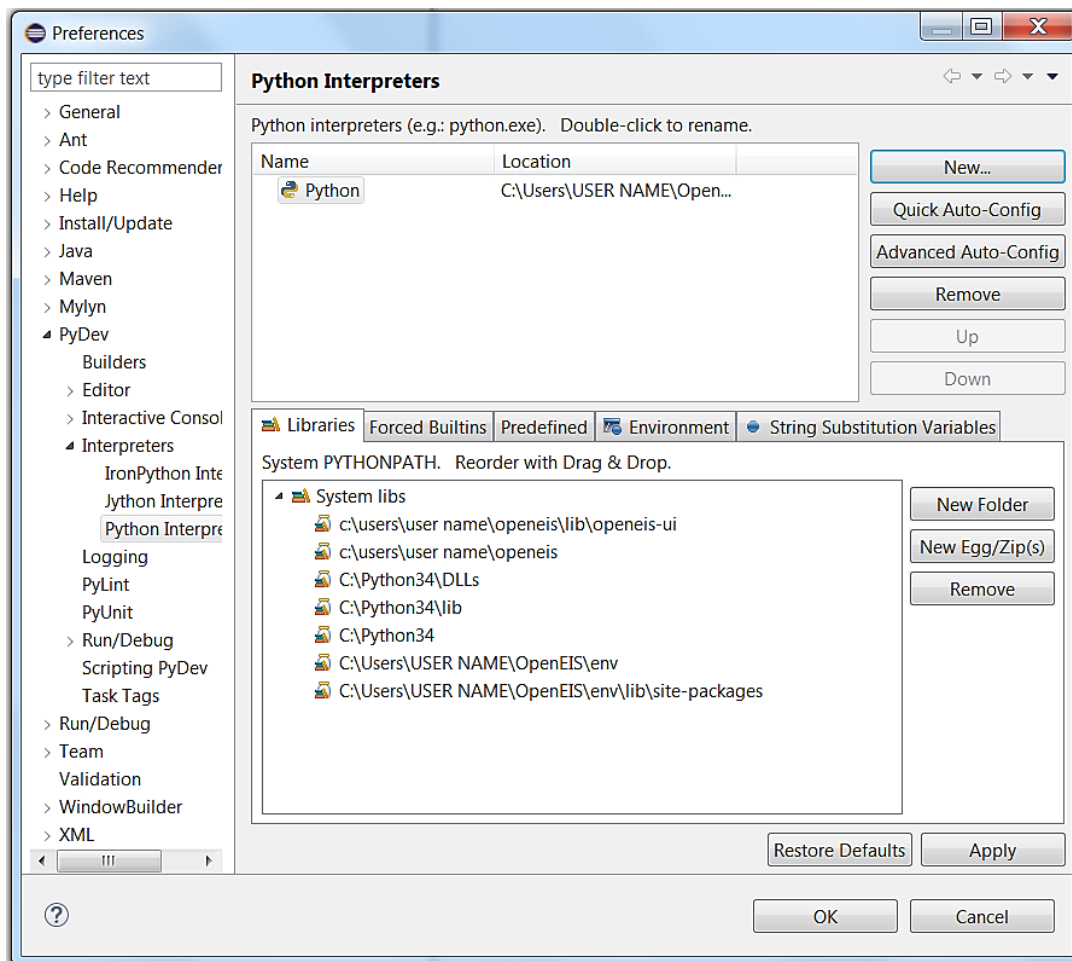 Preferences
type filter text
General
Ant
Code Recommender
Help
Install/Update
Java
Maven
Mylyn
PyDev
Builders
Editor
Interactive Consol
Interpreters
IronPython Inte
Jython Interpre
Python Interpre
Logging
PyLint
PyUnit
Run/Debug
Scripting PyDev
Task Tags
Run/Debug
Team
Validation
WindowBuilder
XML
Python Interpreters
Python interpreters (e.g.: python.exe). Double-click to rename.
Name Location
Python C:\Users\USER NAME\Open...
New...
Quick Auto-Config
Advanced Auto-Config
Remove
Up
Down
Libraries Forced Builtins Predefined Environment String Substitution Variables
System PYTHONPATH. Reorder with Drag & Drop.
System libs
c:\users\user name\openeis\lib\openeis-ui
c:\users\user name\openeis
C:\Python34\DLLs
C:\Python34\lib
C:\Python34
C:\Users\USER NAME\OpenEIS\env
C:\Users\USER NAME\OpenEIS\env\lib\site-packages
New Folder
New Egg/Zip(s)
Remove
Restore Defaults Apply
? OK Cancel